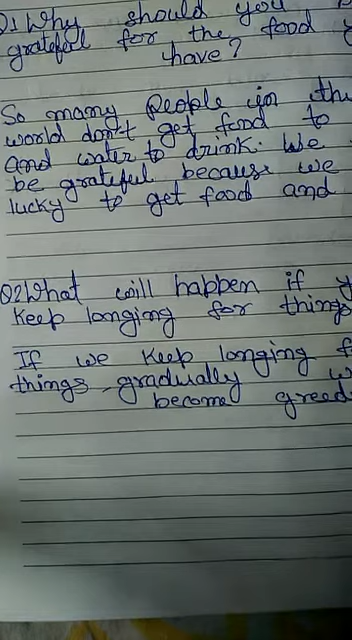 Q1 Why should you
grateful for the food
have?
So many people in the
world don't get food to
and water to drink. We
be grateful because we
lucky to get food and
Q2 What will happen if
Keep longing for things
If we keep longing
things, gradually
become